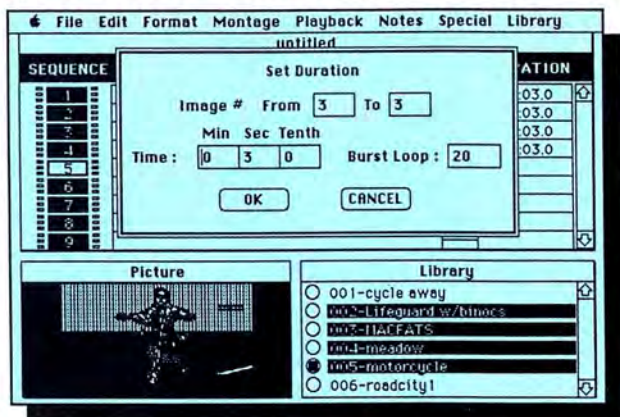 File Edit Format Montage Playback Notes Special Library
untitled
SEQUENCE
Set Duration
ATION
Image # From 3 To 3
Min Sec Tenth
Time : 0 3 0 Burst Loop : 20
OK CANCEL
1 :03.0
2 :03.0
3 :03.0
4 :03.0
5
6
7
8
9
Picture
Library
001-cycle away
002-Lifeguard w/binocs
003-MACFATS
004-meadow
005-motorcycle
006-roadcity1